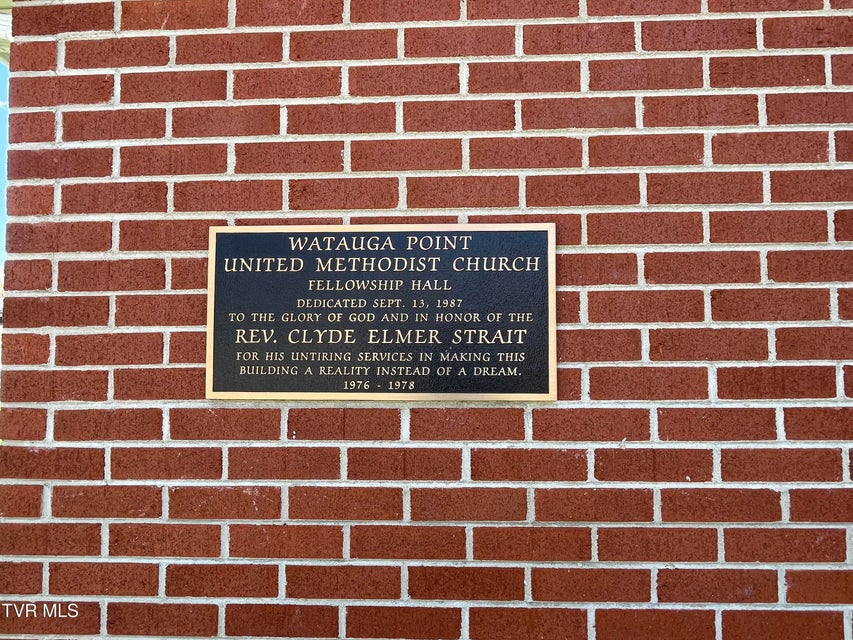 WATAUGA POINT
UNITED METHODIST CHURCH
FELLOWSHIP HALL
DEDICATED SEPT. 13, 1987
TO THE GLORY OF GOD AND IN HONOR OF THE
REV. CLYDE ELMER STRAIT
FOR HIS UNTIRING SERVICES IN MAKING THIS
BUILDING A REALITY INSTEAD OF A DREAM.
1976 - 1978
TVR MLS